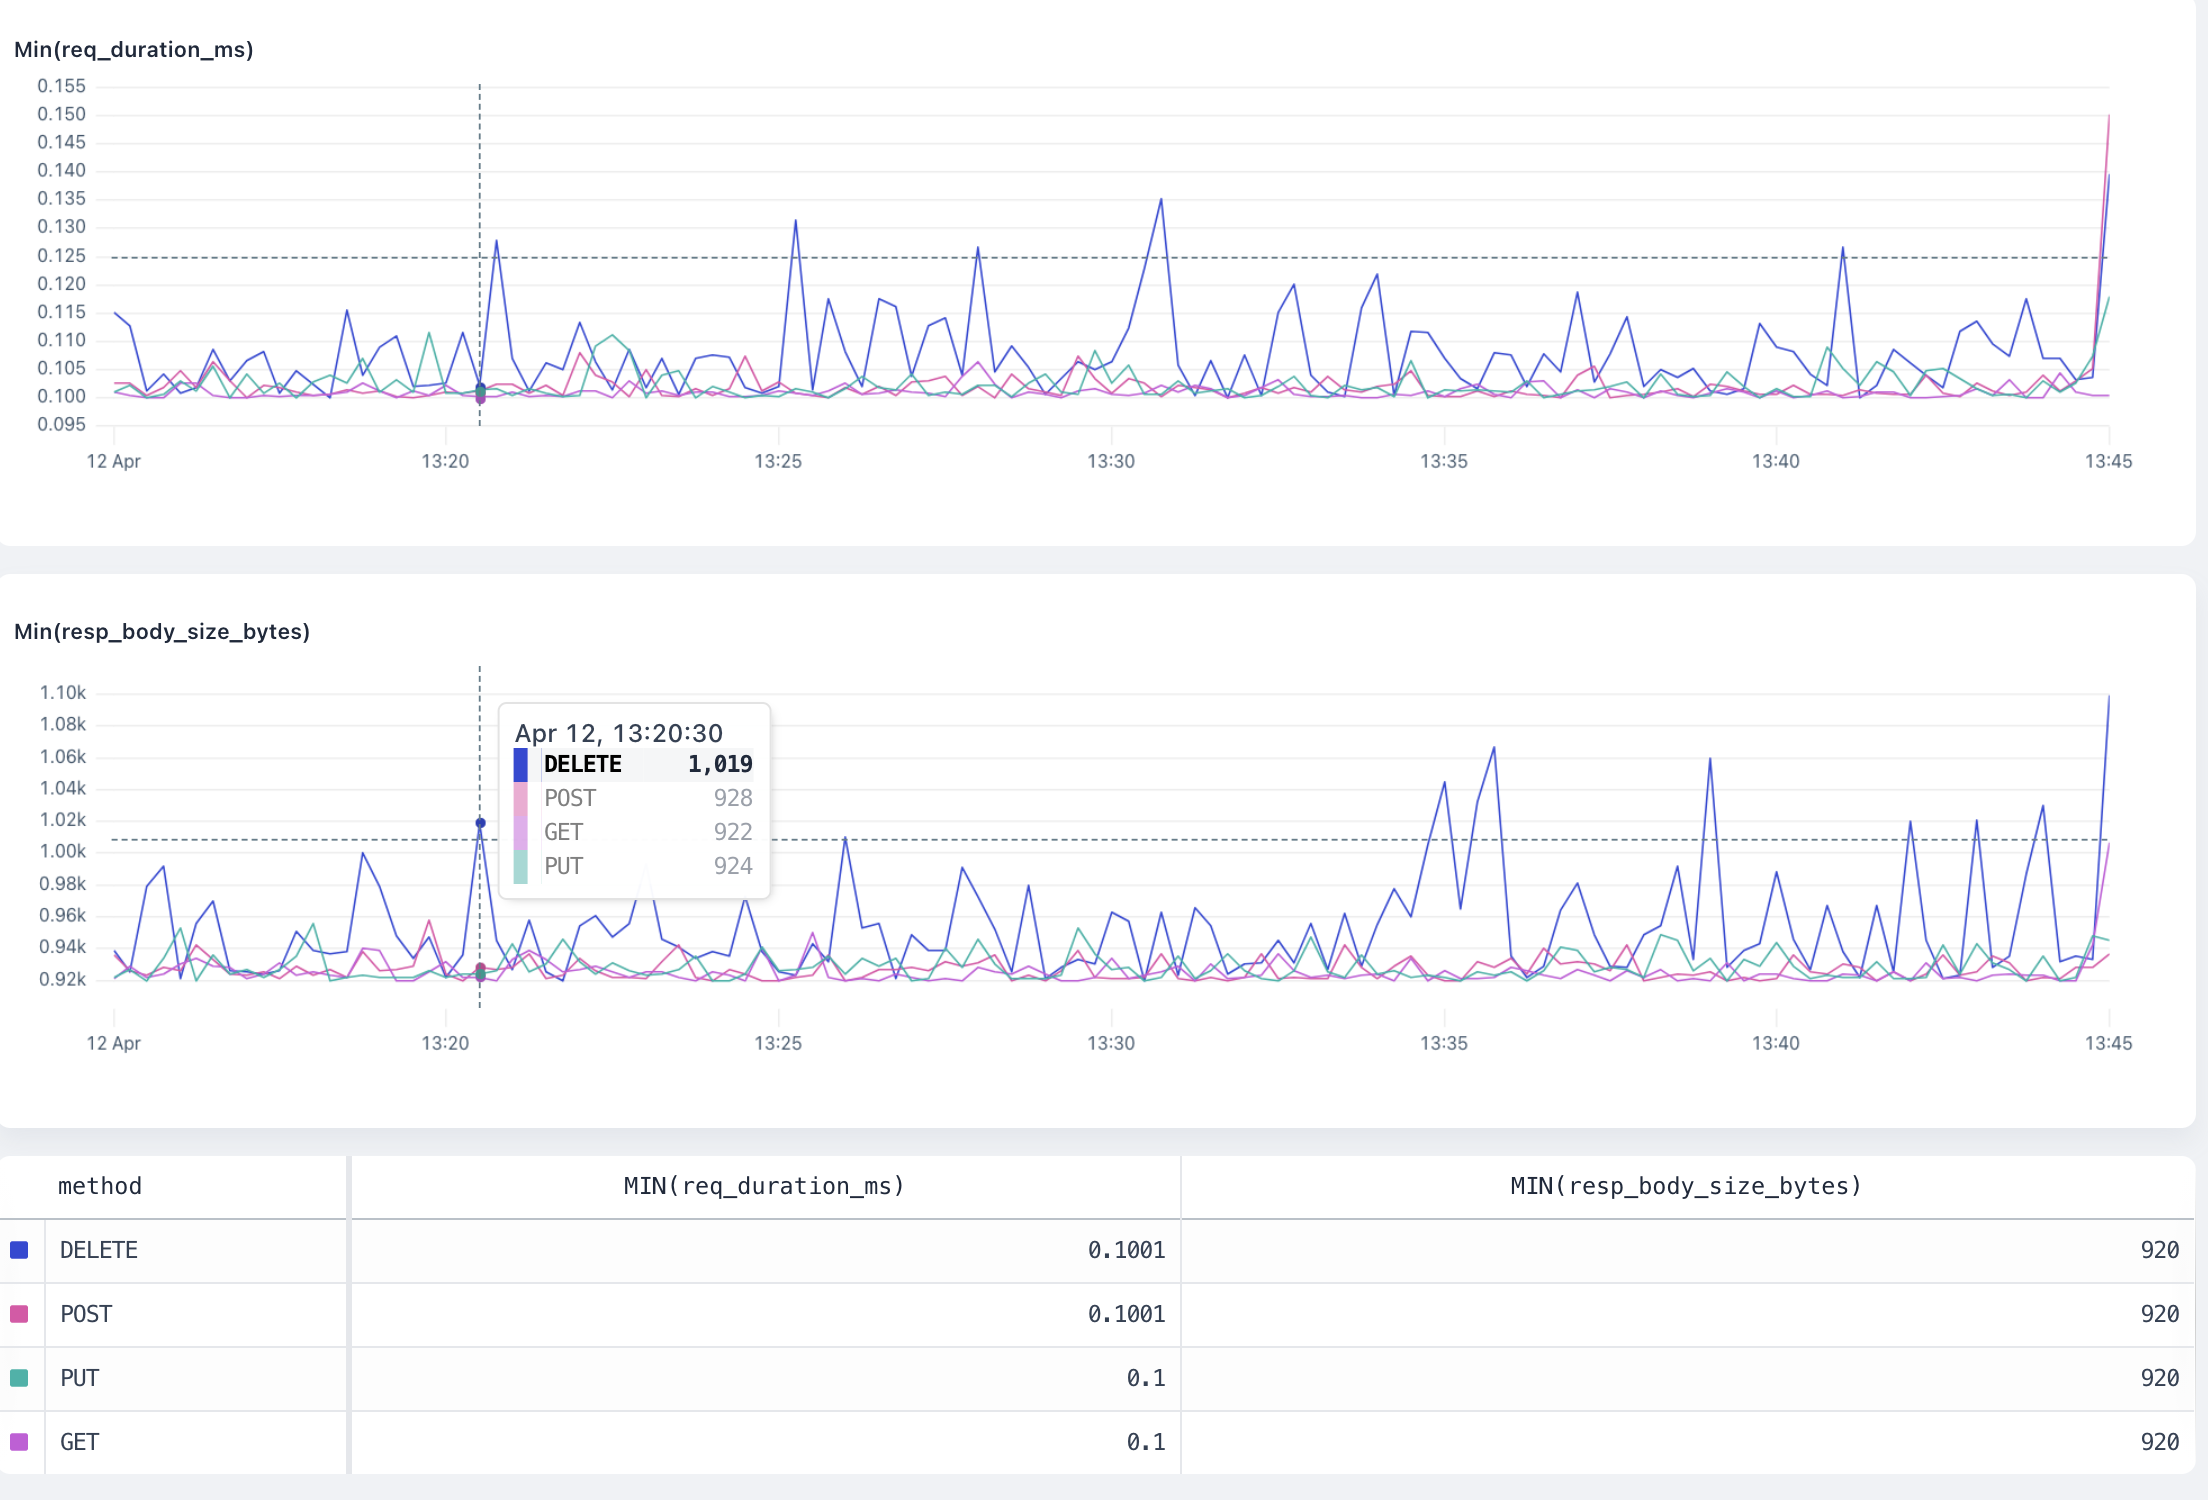 Min(req_duration_ms)
0.155
0.150
0.145
0.140
0.135
0.130
0.125
0.120
0.115
0.110
0.105
0.100
0.095
12 Apr 13:20 13:25 13:30 13:35 13:40 13:45
Min(resp_body_size_bytes)
1.10k
1.08k
1.06k
1.04k
1.02k
1.00k
0.98k
0.96k
0.94k
0.92k
Apr 12, 13:20:30
DELETE 1,019
POST 928
GET 922
PUT 924
12 Apr 13:20 13:25 13:30 13:35 13:40 13:45
method MIN(req_duration_ms) MIN(resp_body_size_bytes)
DELETE 0.1001 920
POST 0.1001 920
PUT 0.1 920
GET 0.1 920